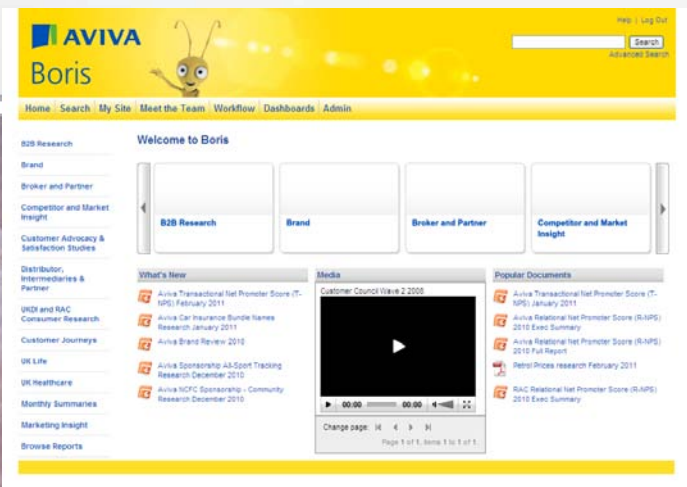 Help | Log Out
AVIVA
Boris
Search
Advanced Search
Home Search My Site Meet the Team Workflow Dashboards Admin
B2B Research
Brand
Broker and Partner
Competitor and Market
Insight
Customer Advocacy &
Satisfaction Studies
Distributor,
Intermediaries &
Partner
UKDI and RAC
Consumer Research
Customer Journeys
UK Life
UK Healthcare
Monthly Summaries
Marketing Insight
Browse Reports
Welcome to Boris
B2B Research
Brand
Broker and Partner
Competitor and Market
Insight
What's New
Aviva Transactional Net Promoter Score (T-
NPS) February 2011
Aviva Car Insurance Bundle Names
Research January 2011
Aviva Brand Review 2010
Aviva Sponsorship All-Sport Tracking
Research December 2010
Aviva NCFC Sponsorship - Community
Research December 2010
Media
Customer Council Wave 2 2008
00:00 00:00
Change page:
Page 1 of 1, items 1 to 1 of 1
Popular Documents
Aviva Transactional Net Promoter Score (T-
NPS) January 2011
Aviva Relational Net Promoter Score (R-NPS)
2010 Exec Summary
Aviva Relational Net Promoter Score (R-NPS)
2010 Full Report
Petrol Prices research February 2011
RAC Relational Net Promoter Score (R-NPS)
2010 Exec Summary